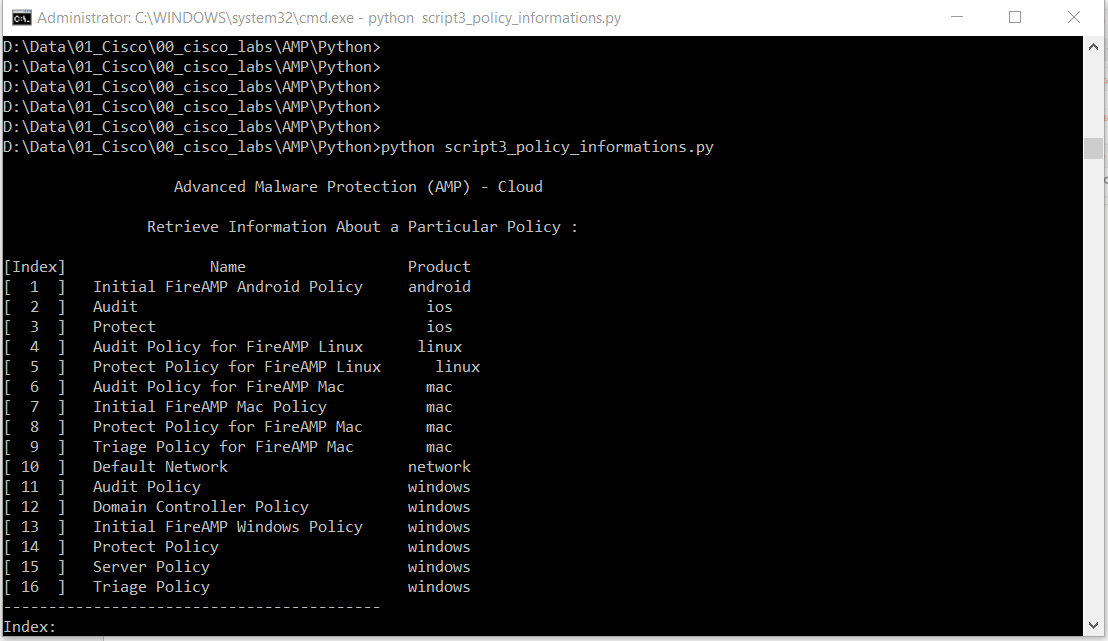 Administrator: C:\WINDOWS\system32\cmd.exe - python  script3_policy_informations.py
D:\Data\01_Cisco\00_cisco_labs\AMP\Python>
D:\Data\01_Cisco\00_cisco_labs\AMP\Python>
D:\Data\01_Cisco\00_cisco_labs\AMP\Python>
D:\Data\01_Cisco\00_cisco_labs\AMP\Python>
D:\Data\01_Cisco\00_cisco_labs\AMP\Python>
D:\Data\01_Cisco\00_cisco_labs\AMP\Python>python script3_policy_informations.py
Advanced Malware Protection (AMP) - Cloud
Retrieve Information About a Particular Policy :
[Index]                Name                  Product
[  1  ]   Initial FireAMP Android Policy     android
[  2  ]   Audit                                ios
[  3  ]   Protect                              ios
[  4  ]   Audit Policy for FireAMP Linux      linux
[  5  ]   Protect Policy for FireAMP Linux      linux
[  6  ]   Audit Policy for FireAMP Mac         mac
[  7  ]   Initial FireAMP Mac Policy           mac
[  8  ]   Protect Policy for FireAMP Mac       mac
[  9  ]   Triage Policy for FireAMP Mac        mac
[ 10  ]   Default Network                    network
[ 11  ]   Audit Policy                       windows
[ 12  ]   Domain Controller Policy           windows
[ 13  ]   Initial FireAMP Windows Policy     windows
[ 14  ]   Protect Policy                     windows
[ 15  ]   Server Policy                      windows
[ 16  ]   Triage Policy                      windows
------------------------------------------
Index: